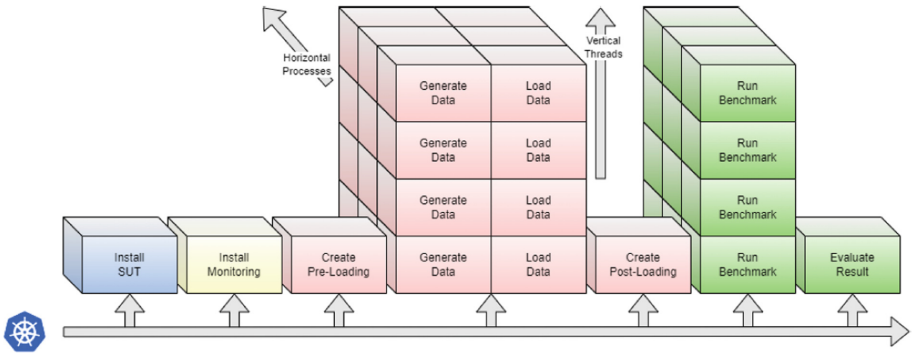 Horizontal
Processes
Vertical
Threads
Generate
Data
Load
Data
Run
Benchmark
Generate
Data
Load
Data
Run
Benchmark
Generate
Data
Load
Data
Run
Benchmark
Install
SUT
Install
Monitoring
Create
Pre-Loading
Generate
Data
Load
Data
Create
Post-Loading
Run
Benchmark
Evaluate
Result